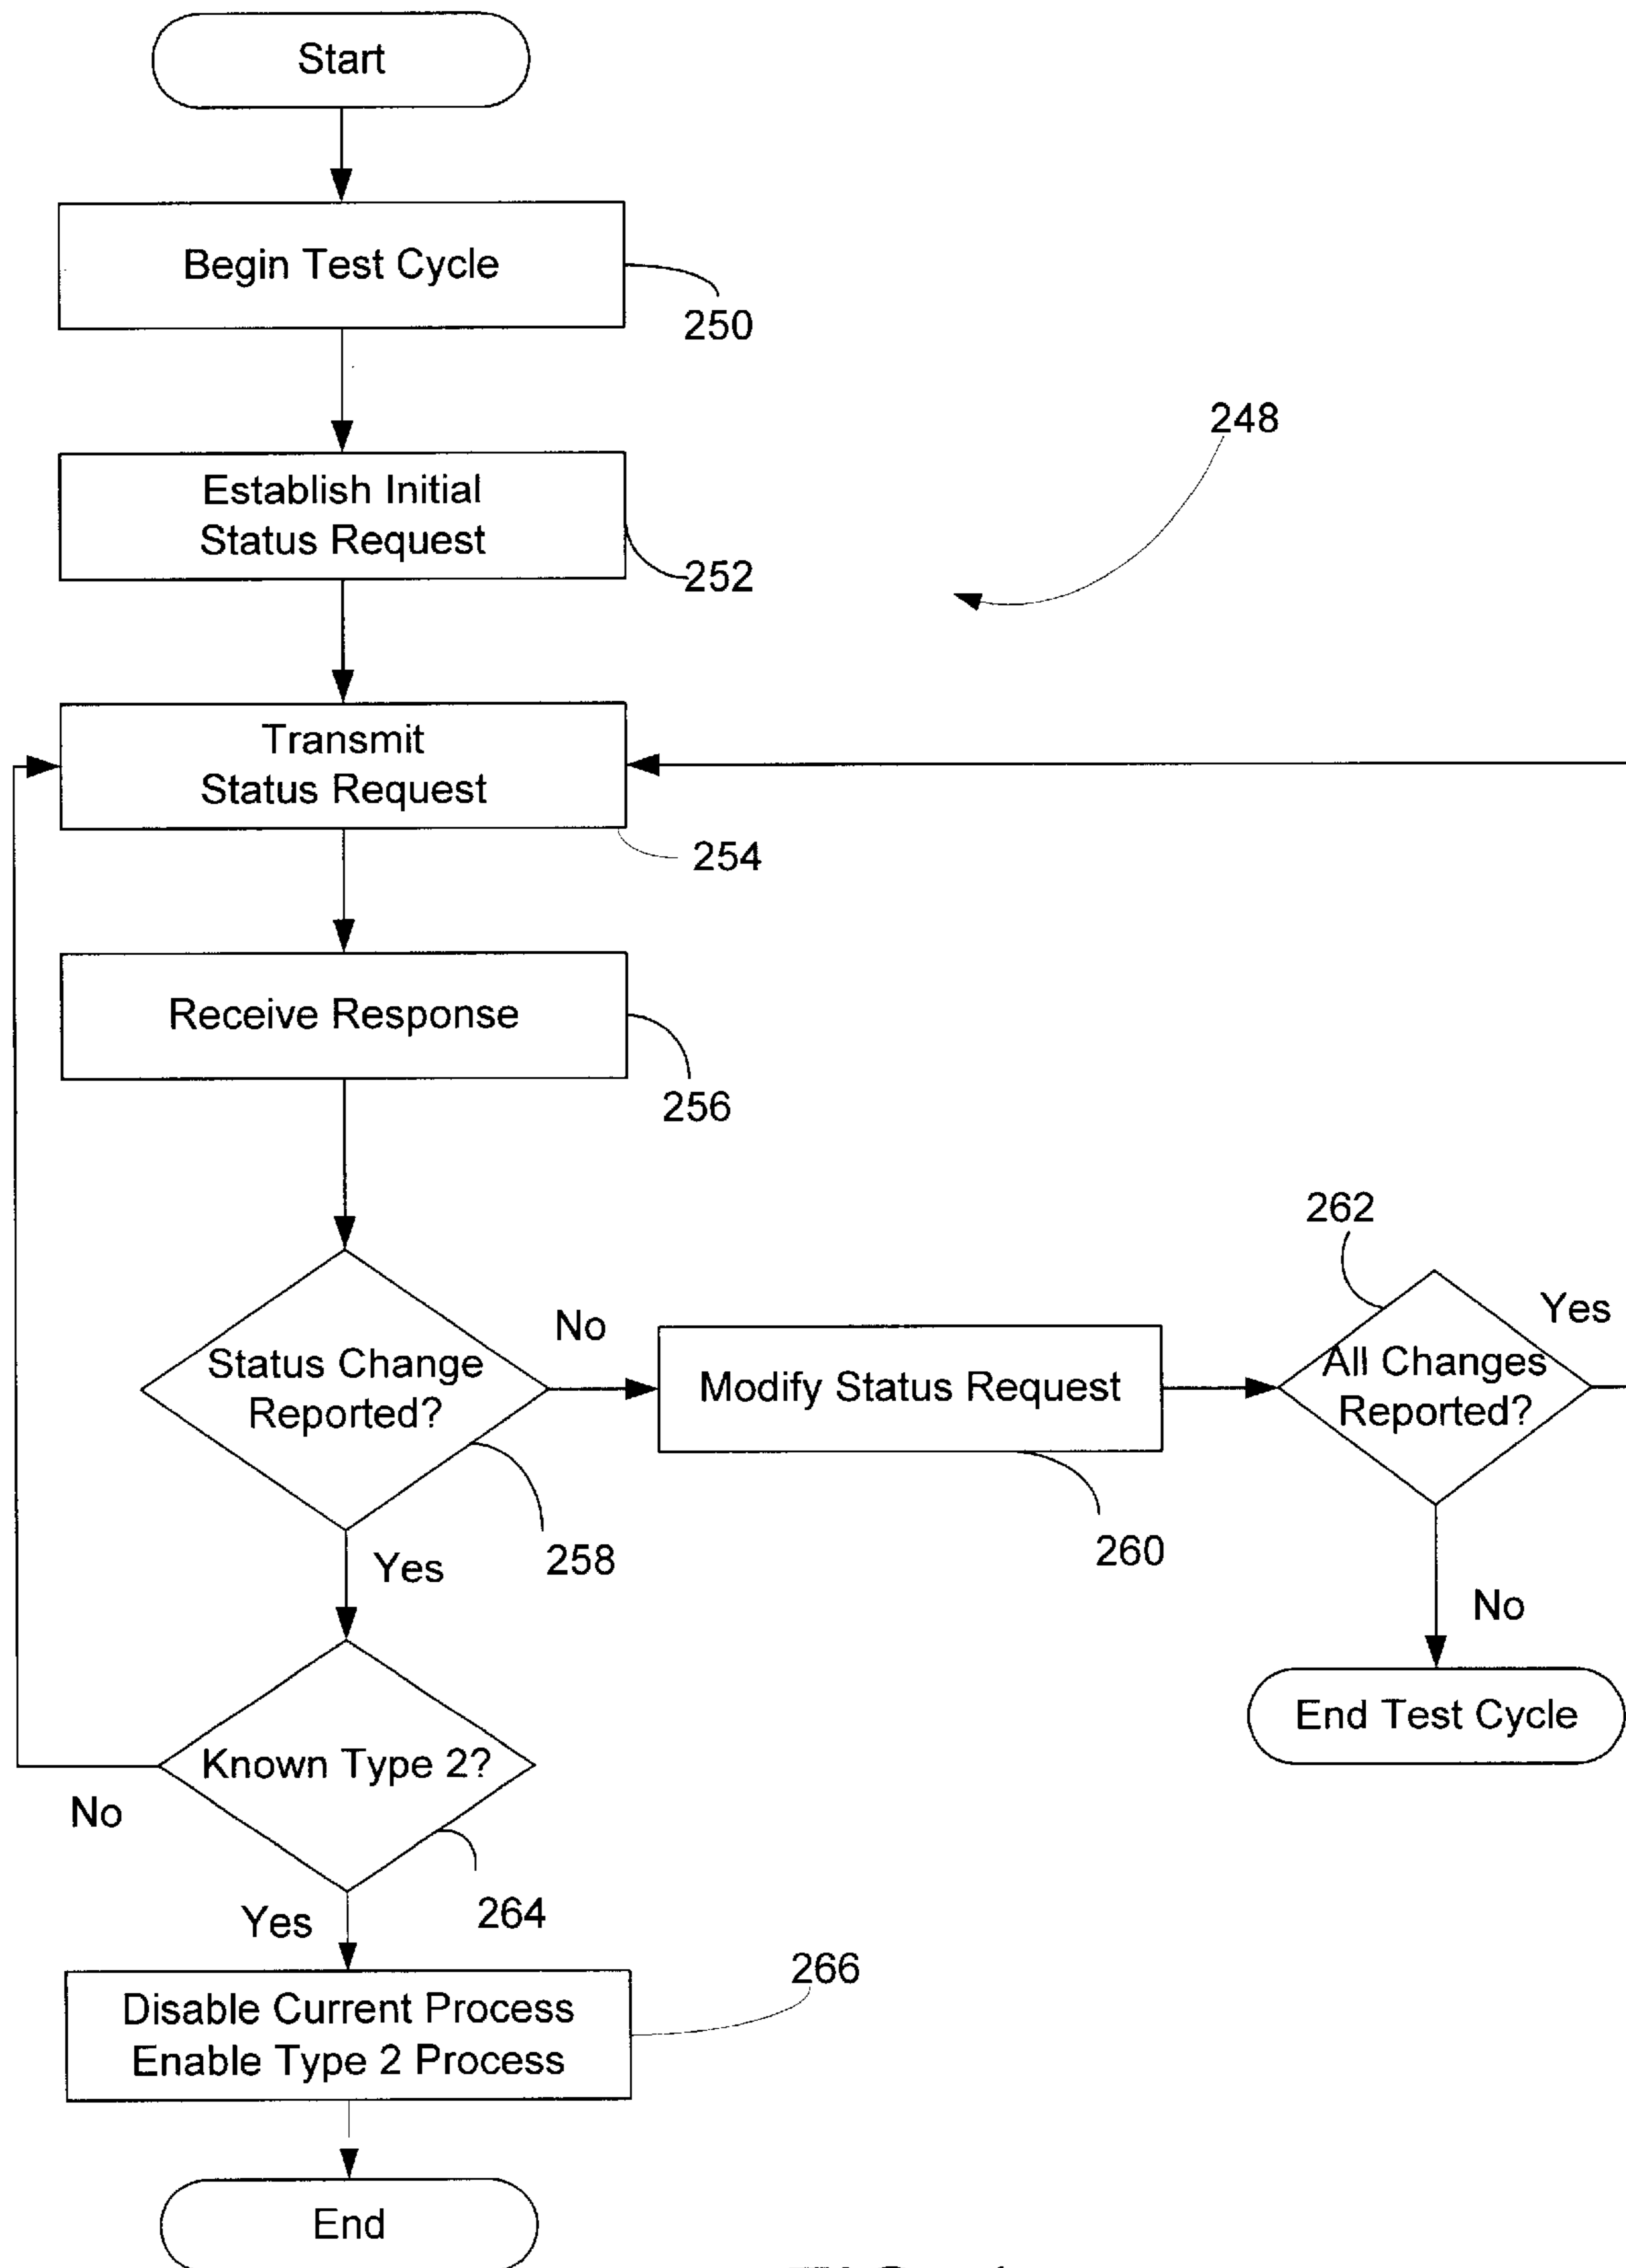 Start
Begin Test Cycle
250
248
Establish Initial
Status Request
252
Transmit
Status Request
254
Receive Response
256
262
No
Yes
Status Change
Reported?
Modify Status Request
All Changes
Reported?
258
260
Yes
No
Known Type 2?
End Test Cycle
No
264
Yes
266
Disable Current Process
Enable Type 2 Process
End